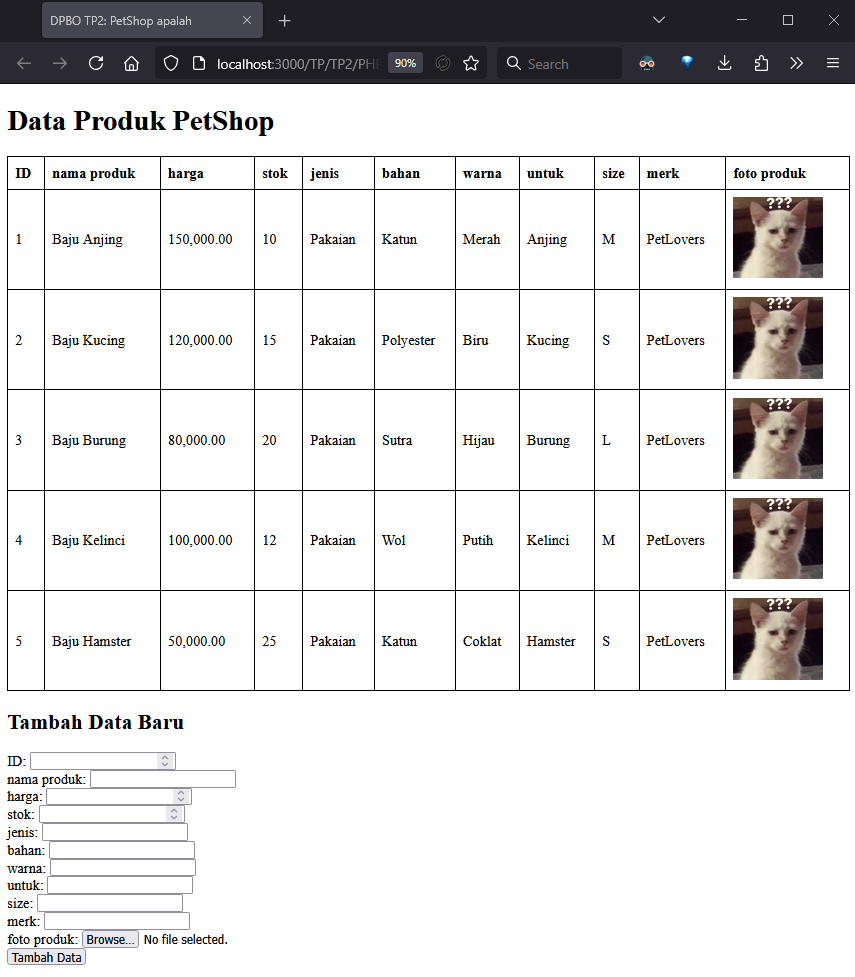 DPBO TP2: PetShop apalah
localhost:3000/TP/TP2/PH 90% Search
Data Produk PetShop
ID nama produk harga stok jenis bahan warna untuk size merk foto produk
???
1 Baju Anjing 150,000.00 10 Pakaian Katun Merah Anjing M PetLovers
???
2 Baju Kucing 120,000.00 15 Pakaian Polyester Biru Kucing S PetLovers
???
3 Baju Burung 80,000.00 20 Pakaian Sutra Hijau Burung L PetLovers
???
4 Baju Kelinci 100,000.00 12 Pakaian Wol Putih Kelinci M PetLovers
???
5 Baju Hamster 50,000.00 25 Pakaian Katun Coklat Hamster S PetLovers
Tambah Data Baru
ID:
nama produk:
harga:
stok:
jenis:
bahan:
warna:
untuk:
size:
merk:
foto produk: Browse... No file selected.
Tambah Data